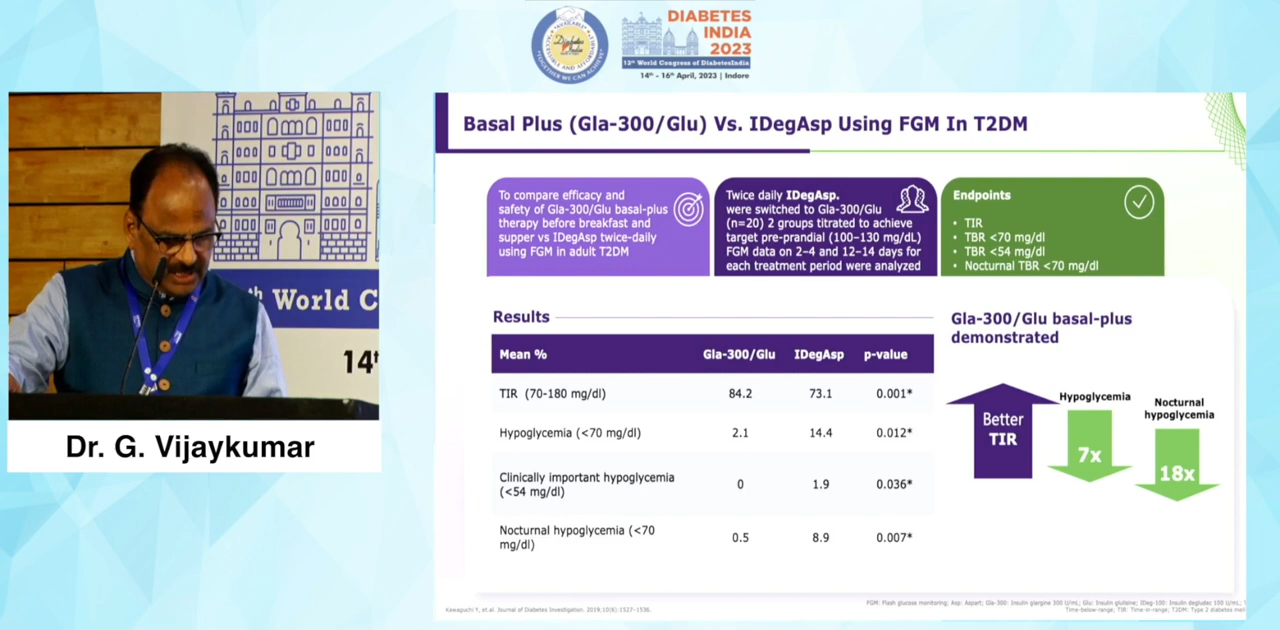 DIABETES
INDIA
2023
13th World Congress of DiabetesIndia
14th - 16th April, 2023 | Indore
Diabetes
India
TOGETHER WE CAN ACHIEVE
th World C
14t
Dr. G. Vijaykumar
Basal Plus (Gla-300/Glu) Vs. IDegAsp Using FGM In T2DM
To compare efficacy and
safety of Gla-300/Glu basal-plus
therapy before breakfast and
supper vs IDegAsp twice-daily
using FGM in adult T2DM
Twice daily IDegAsp.
were switched to Gla-300/Glu
(n=20) 2 groups titrated to achieve
target pre-prandial (100–130 mg/dL)
FGM data on 2–4 and 12–14 days for
each treatment period were analyzed
Endpoints
• TIR
• TBR <70 mg/dl
• TBR <54 mg/dl
• Nocturnal TBR <70 mg/dl
Results
Mean % Gla-300/Glu IDegAsp p-value
TIR (70-180 mg/dl) 84.2 73.1 0.001*
Hypoglycemia (<70 mg/dl) 2.1 14.4 0.012*
Clinically important hypoglycemia
(<54 mg/dl) 0 1.9 0.036*
Nocturnal hypoglycemia (<70
mg/dl) 0.5 8.9 0.007*
Gla-300/Glu basal-plus
demonstrated
Better
TIR
Hypoglycemia
7x
Nocturnal
hypoglycemia
18x
Kawaguchi Y, et.al. Journal of Diabetes Investigation. 2019;10(6):1527–1536.
FGM: Flash glucose monitoring; Asp: Aspart; Gla-300: Insulin glargine 300 U/mL; Glu: Insulin glulisine; IDeg-100: Insulin degludec 100 U/mL;
Time-below-range; TIR: Time-in-range; T2DM: Type 2 diabetes mel